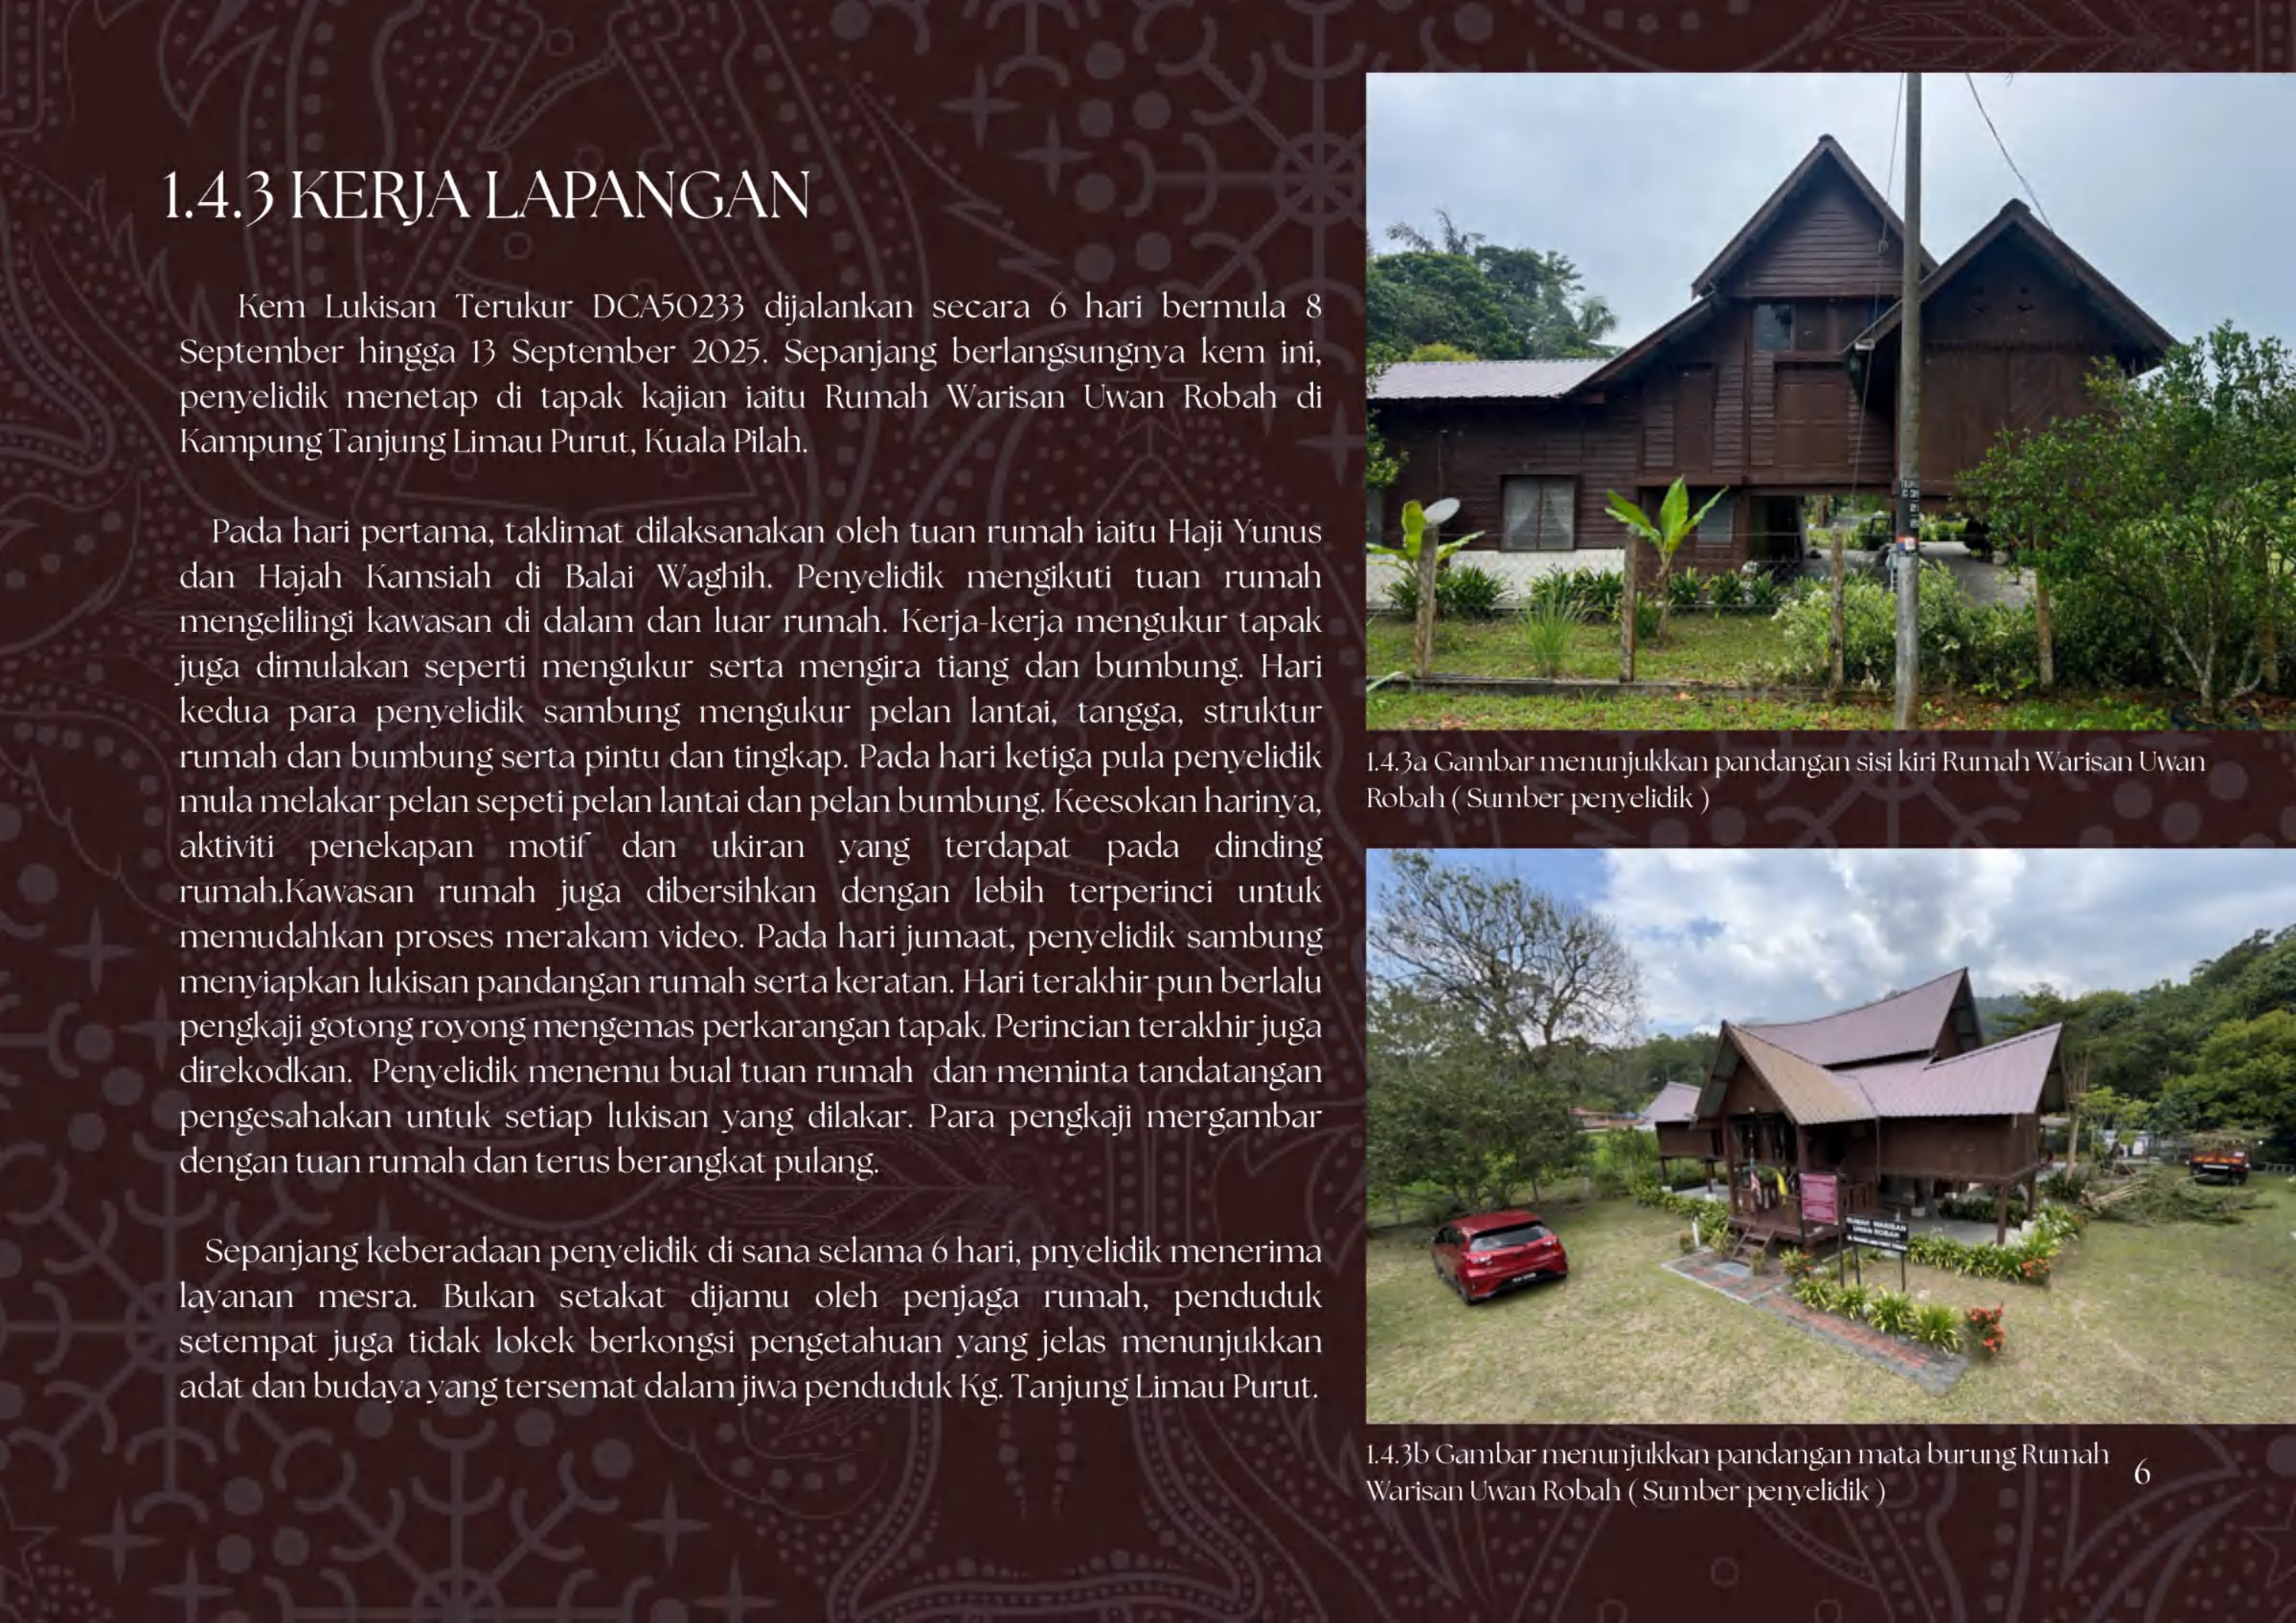 1.4.3 KERJA LAPANGAN
Kem Lukisan Terukur DCA50233 dijalankan secara 6 hari bermula 8
September hingga 13 September 2025. Sepanjang berlangsungnya kem ini,
penyelidik menetap di tapak kajian iaitu Rumah Warisan Uwan Robah di
Kampung Tanjung Limau Purut, Kuala Pilah.
Pada hari pertama, taklimat dilaksanakan oleh tuan rumah iaitu Haji Yunus
dan Hajah Kamsiah di Balai Waghih. Penyelidik mengikuti tuan rumah
mengelilingi kawasan di dalam dan luar rumah. Kerja-kerja mengukur tapak
juga dimulakan seperti mengukur serta mengira tiang dan bumbung. Hari
kedua para penyelidik sambung mengukur pelan lantai, tangga, struktur
rumah dan bumbung serta pintu dan tingkap. Pada hari ketiga pula penyelidik
mula melakar pelan sepeti pelan lantai dan pelan bumbung. Keesokan harinya,
aktiviti penekapan motif dan ukiran yang terdapat pada dinding
rumah.Kawasan rumah juga dibersihkan dengan lebih terperinci untuk
memudahkan proses merakam video. Pada hari jumaat, penyelidik sambung
menyiapkan lukisan pandangan rumah serta keratan. Hari terakhir pun berlalu
pengkaji gotong royong mengemas perkarangan tapak. Perincian terakhir juga
direkodkan. Penyelidik menemu bual tuan rumah dan meminta tandatangan
pengesahakan untuk setiap lukisan yang dilakar. Para pengkaji mergambar
dengan tuan rumah dan terus berangkat pulang.
Sepanjang keberadaan penyelidik di sana selama 6 hari, pnyelidik menerima
layanan mesra. Bukan setakat dijamu oleh penjaga rumah, penduduk
setempat juga tidak lokek berkongsi pengetahuan yang jelas menunjukkan
adat dan budaya yang tersemat dalam jiwa penduduk Kg. Tanjung Limau Purut.
1.4.3a Gambar menunjukkan pandangan sisi kiri Rumah Warisan Uwan
Robah ( Sumber penyelidik )
RUMAH WARISAN
UWAN ROBAH
1.4.3b Gambar menunjukkan pandangan mata burung Rumah
Warisan Uwan Robah ( Sumber penyelidik )
6